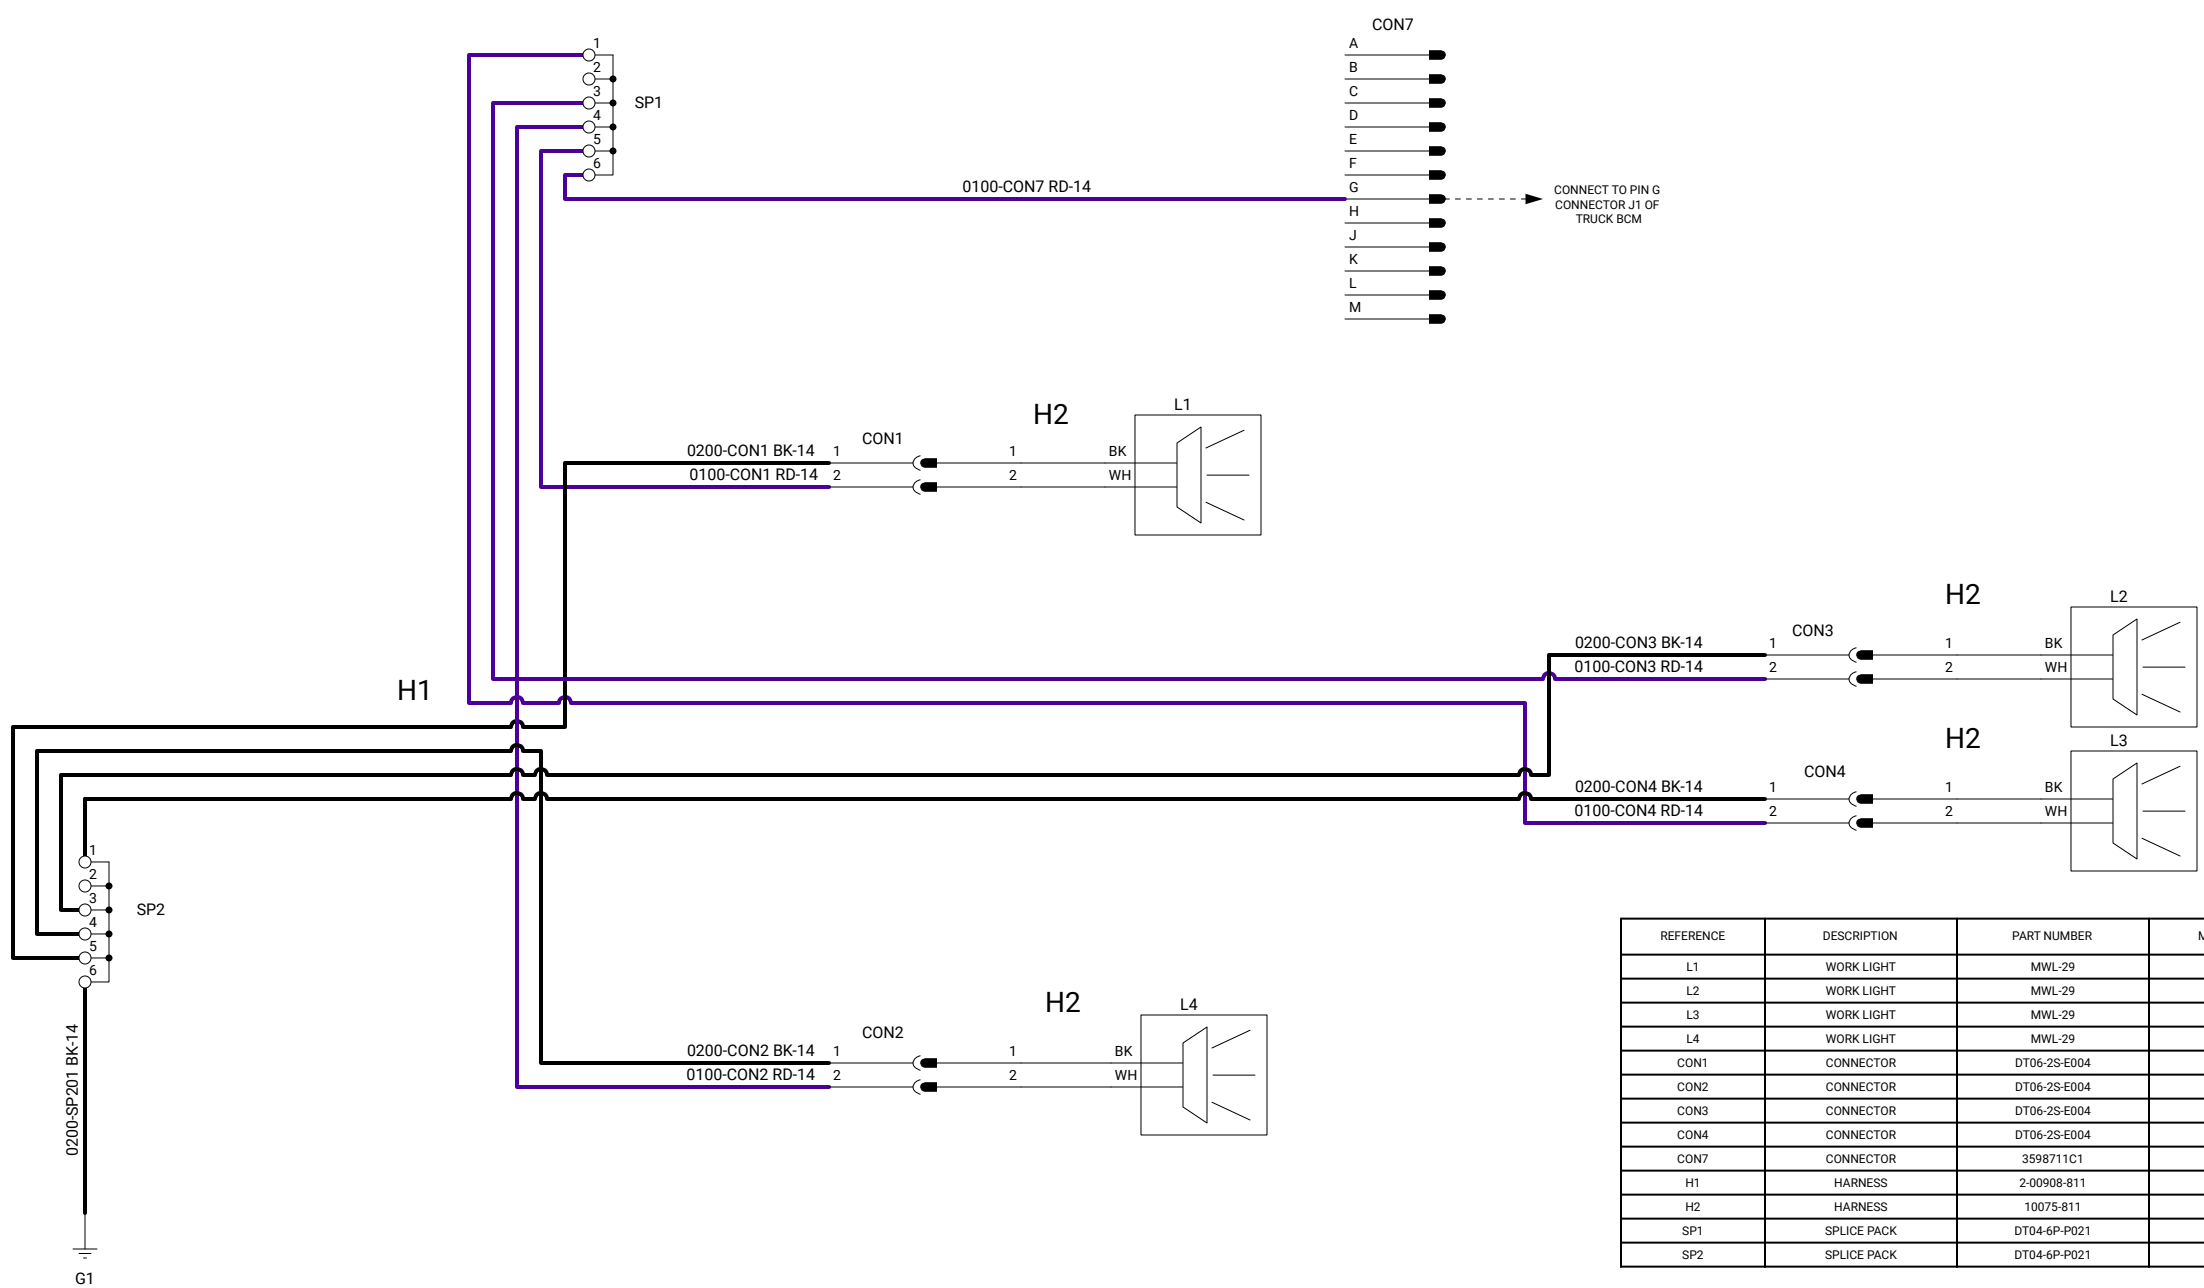 CON7
1
2
3
4
5
6
SP1
A
B
C
D
E
F
G
H
J
K
L
M
0100-CON7 RD-14
CONNECT TO PIN G
CONNECTOR J1 OF
TRUCK BCM
H2
L1
0200-CON1 BK-14 1 CON1 1 BK
0100-CON1 RD-14 2 2 WH
H2
L2
0200-CON3 BK-14 1 CON3 1 BK
0100-CON3 RD-14 2 2 WH
H1
H2
L3
0200-CON4 BK-14 1 CON4 1 BK
0100-CON4 RD-14 2 2 WH
1
2
3
4
5
6
SP2
0200-SP201 BK-14
G1
H2
L4
0200-CON2 BK-14 1 CON2 1 BK
0100-CON2 RD-14 2 2 WH
REFERENCE DESCRIPTION PART NUMBER M
L1 WORK LIGHT MWL-29
L2 WORK LIGHT MWL-29
L3 WORK LIGHT MWL-29
L4 WORK LIGHT MWL-29
CON1 CONNECTOR DT06-2S-E004
CON2 CONNECTOR DT06-2S-E004
CON3 CONNECTOR DT06-2S-E004
CON4 CONNECTOR DT06-2S-E004
CON7 CONNECTOR 3598711C1
H1 HARNESS 2-00908-811
H2 HARNESS 10075-811
SP1 SPLICE PACK DT04-6P-P021
SP2 SPLICE PACK DT04-6P-P021